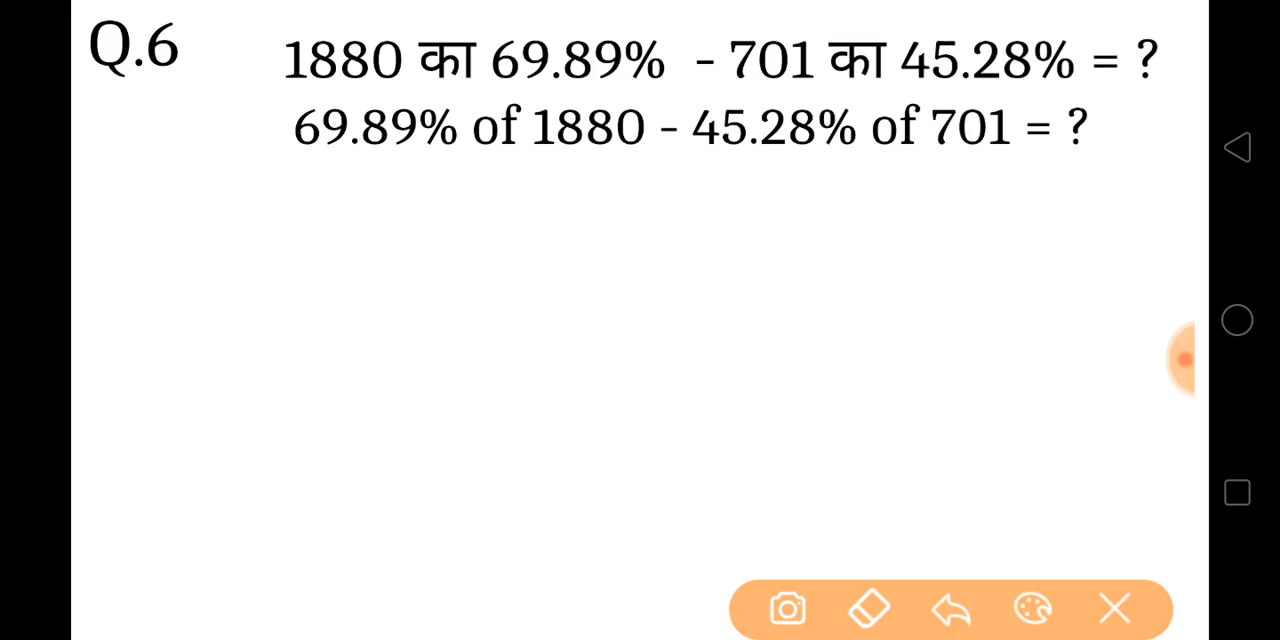 Q.6 1880 का 69.89% - 701 का 45.28% = ?
69.89% of 1880 - 45.28% of 701 = ?